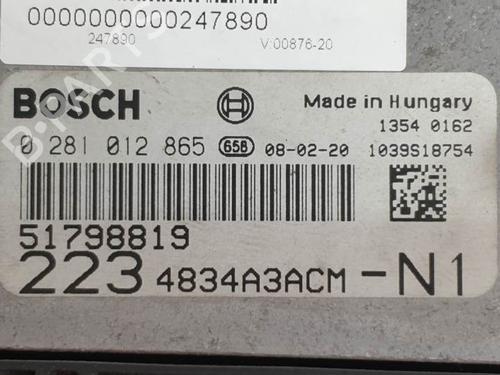 0000000000247890
247890 V:00876-20
BOSCH Made in Hungary
1354 0162
0 281 012 865 658 08-02-20 1039S18754
51798819
223 4834A3ACM -N1